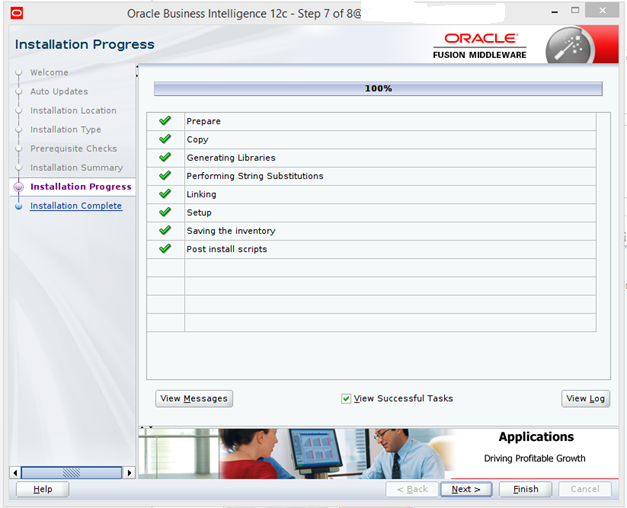 Oracle Business Intelligence 12c - Step 7 of 8@
Installation Progress
ORACLE
FUSION MIDDLEWARE
Welcome
Auto Updates
Installation Location
Installation Type
Prerequisite Checks
Installation Summary
Installation Progress
Installation Complete
100%
Prepare
Copy
Generating Libraries
Performing String Substitutions
Linking
Setup
Saving the inventory
Post install scripts
View Messages
View Successful Tasks
View Log
Applications
Driving Profitable Growth
Help
< Back
Next >
Finish
Cancel